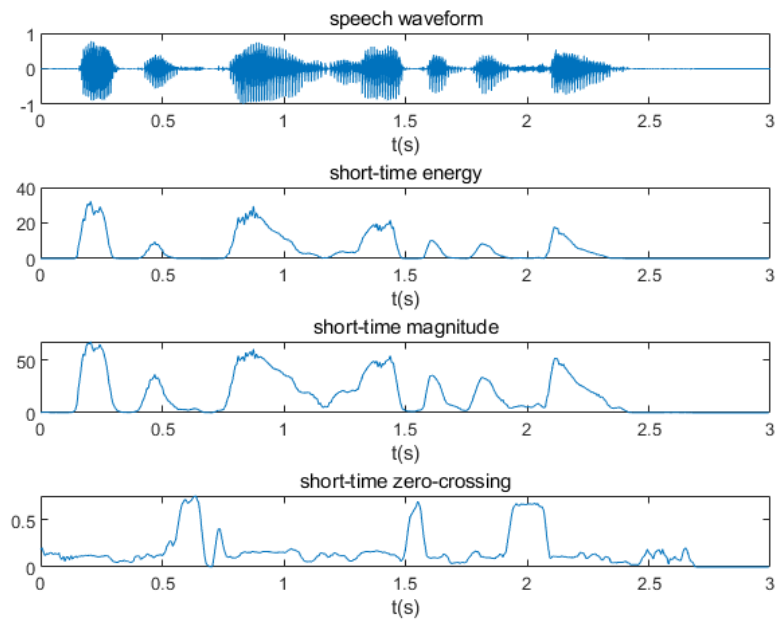 speech waveform
1
0
-1
0 0.5 1 1.5 2 2.5 3
t(s)
short-time energy
40
20
0
0 0.5 1 1.5 2 2.5 3
t(s)
short-time magnitude
50
0
0 0.5 1 1.5 2 2.5 3
t(s)
short-time zero-crossing
0.5
0
0 0.5 1 1.5 2 2.5 3
t(s)